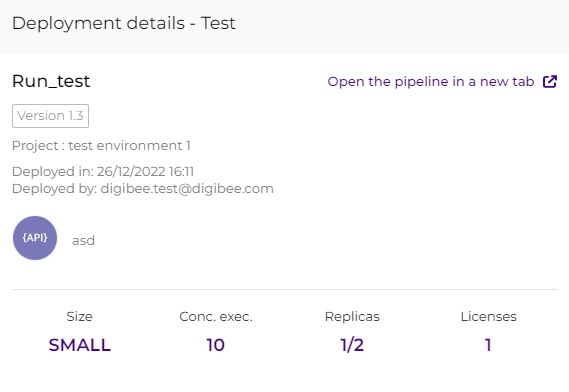 Deployment details - Test
Run_test
Open the pipeline in a new tab
Version 1.3
Project : test environment 1
Deployed in: 26/12/2022 16:11
Deployed by: digibee.test@digibee.com
{API}
asd
Size Conc. exec. Replicas Licenses
SMALL 10 1/2 1